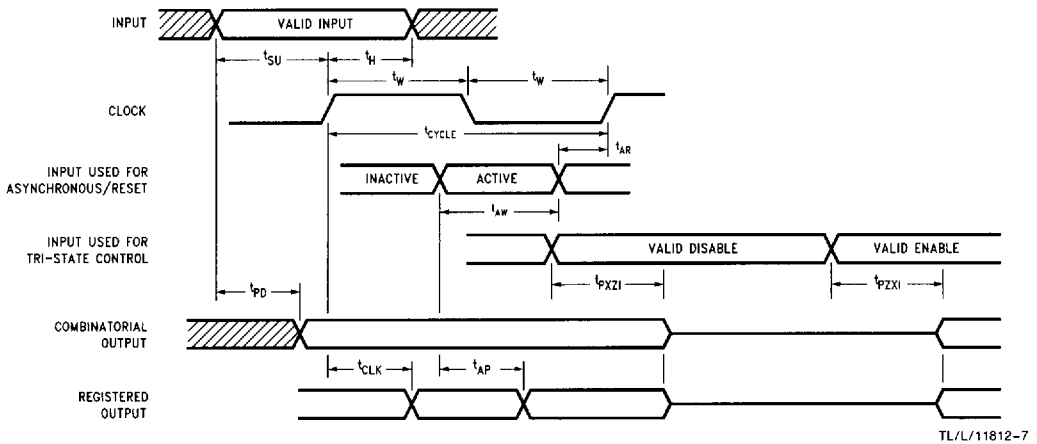 INPUT
VALID INPUT
tSU
tH
tW
tW
CLOCK
tCYCLE
tAR
INPUT USED FOR
ASYNCHRONOUS/RESET
INACTIVE
ACTIVE
tAW
INPUT USED FOR
TRI-STATE CONTROL
VALID DISABLE
VALID ENABLE
tPD
tPXZI
tPZXI
COMBINATORIAL
OUTPUT
tCLK
tAP
REGISTERED
OUTPUT
TL/L/11812-7